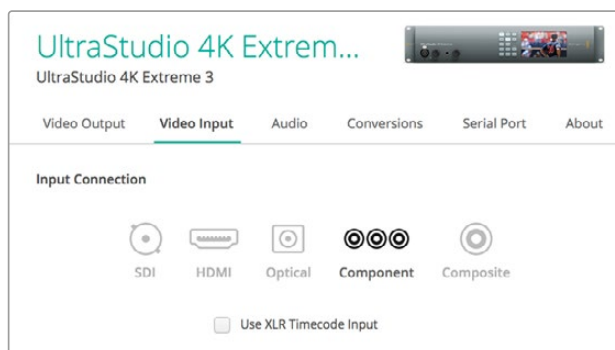 UltraStudio 4K Extrem...
UltraStudio 4K Extreme 3
Video Output Video Input Audio Conversions Serial Port About
Input Connection
SDI HDMI Optical Component Composite
Use XLR Timecode Input